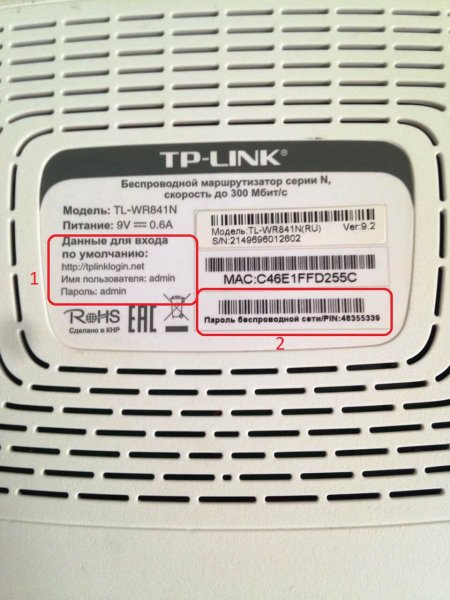 TP-LINK®
Беспроводной маршрутизатор серии N,
скорость до 300 Мбит/с
Модель: TL-WR841N
Питание: 9V ⎓ 0.6A
1
Данные для входа
по умолчанию:
http://tplinklogin.net
Имя пользователя: admin
Пароль: admin
RoHS
Сделано в КНР
EAC
Модель:TL-WR841N(RU) Ver:9.2
S/N:2149696012602
MAC:C46E1FFD255C
Пароль беспроводной сети/PIN:48355339
2